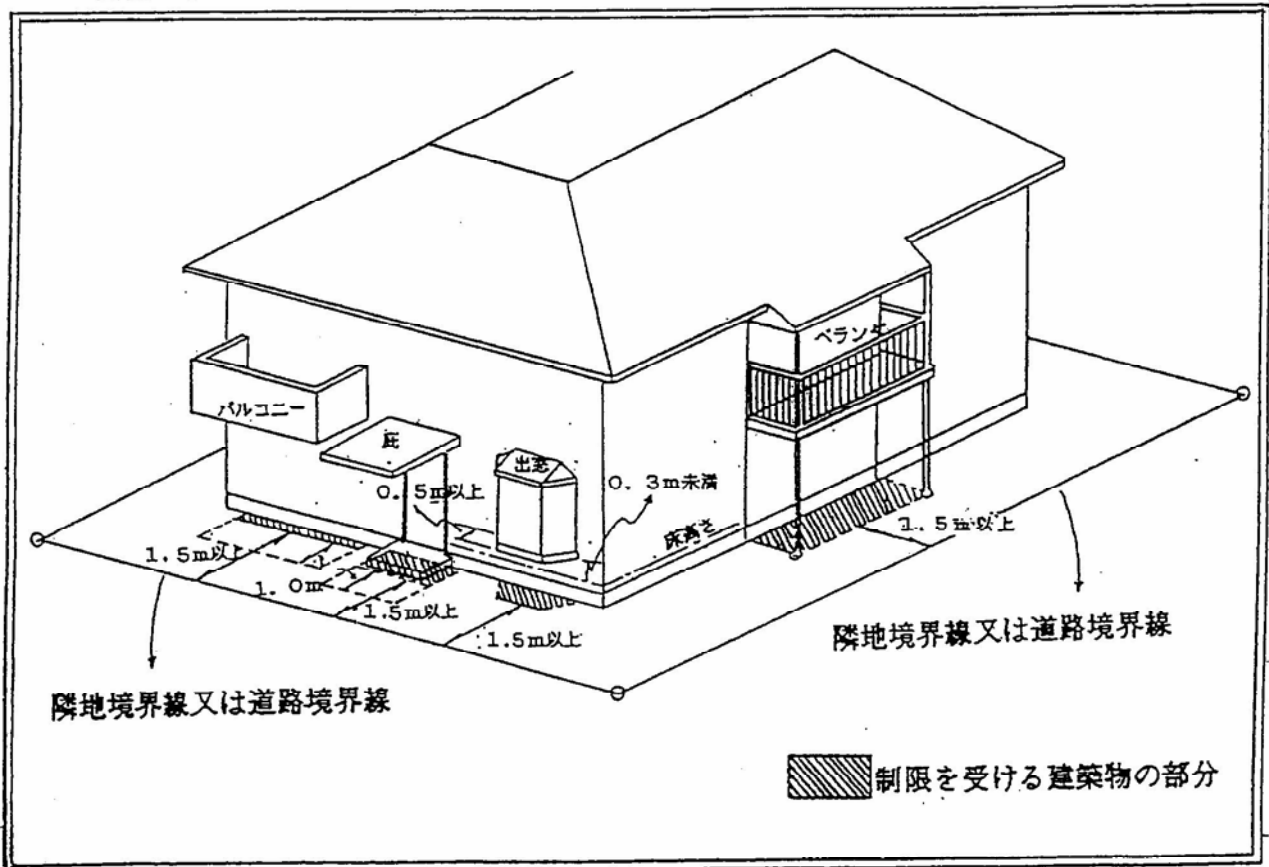 ベランダ
バルコニー
庇
出窓
0.5m以上
0.3m未満
床高さ
1.5m以上
1.5m以上
1.0m
1.5m以上
1.5m以上
隣地境界線又は道路境界線
隣地境界線又は道路境界線
制限を受ける建築物の部分